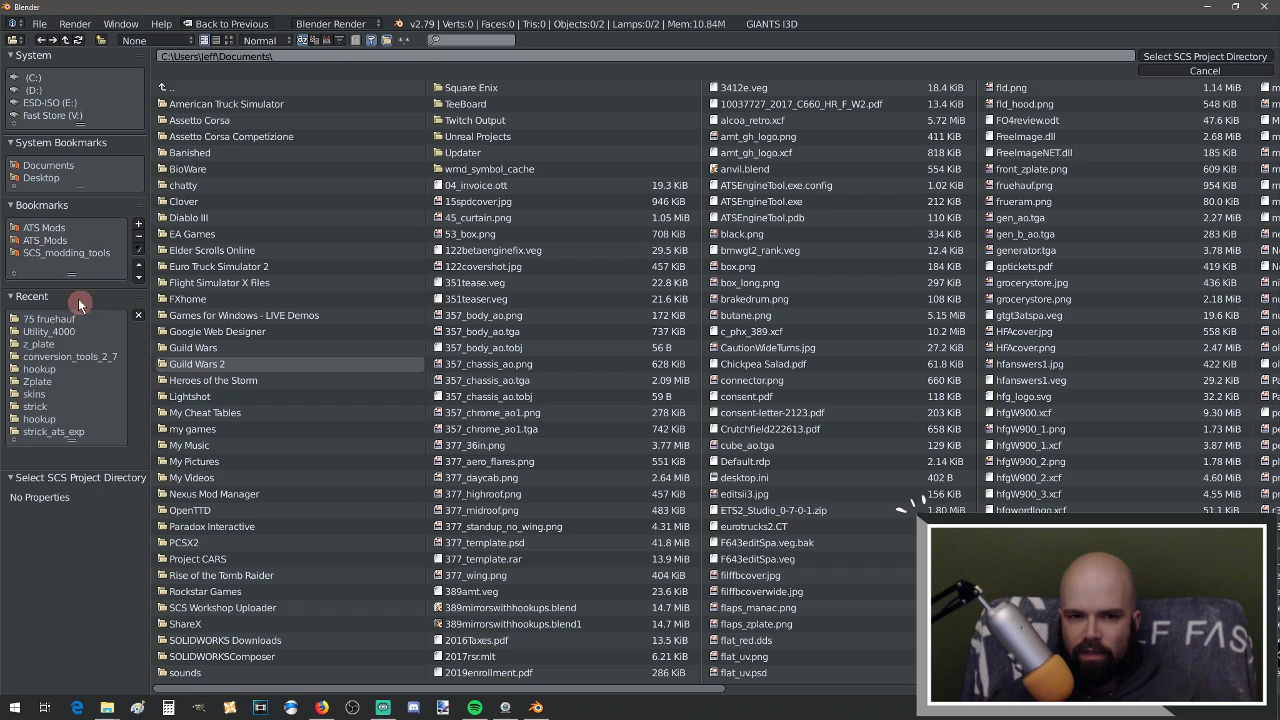 Blender
File Render Window Help Back to Previous Blender Render v2.79 | Verts:0 | Faces:0 | Tris:0 | Objects:0/2 | Lamps:0/2 | Mem:10.84M GIANTS I3D
None Normal
System
(C:)
(D:)
ESD-ISO (E:)
Fast Store (V:)
System Bookmarks
Documents
Desktop
Bookmarks
ATS Mods
ATS_Mods
SCS_modding_tools
Recent
75 fruehauf
Utility_4000
z_plate
conversion_tools_2_7
hookup
Zplate
skins
strick
hookup
strick_ats_exp
Select SCS Project Directory
No Properties
C:\Users\Jeff\Documents\ Select SCS Project Directory
Cancel
..
American Truck Simulator
Assetto Corsa
Assetto Corsa Competizione
Banished
BioWare
chatty
Clover
Diablo III
EA Games
Elder Scrolls Online
Euro Truck Simulator 2
Flight Simulator X Files
FXhome
Games for Windows - LIVE Demos
Google Web Designer
Guild Wars
Guild Wars 2
Heroes of the Storm
Lightshot
My Cheat Tables
my games
My Music
My Pictures
My Videos
Nexus Mod Manager
OpenTTD
Paradox Interactive
PCSX2
Project CARS
Rise of the Tomb Raider
Rockstar Games
SCS Workshop Uploader
ShareX
SOLIDWORKS Downloads
SOLIDWORKSComposer
sounds
Square Enix
TeeBoard
Twitch Output
Unreal Projects
Updater
wmd_symbol_cache
04_invoice.ott 19.3 KiB
15spdcover.jpg 946 KiB
45_curtain.png 1.05 MiB
53_box.png 708 KiB
122betaenginefix.veg 29.5 KiB
122covershot.jpg 457 KiB
351tease.veg 22.8 KiB
351teaser.veg 21.6 KiB
357_body_ao.png 172 KiB
357_body_ao.tga 137 KiB
357_body_ao.tobj 56 B
357_chassis_ao.png 628 KiB
357_chassis_ao.tga 2.09 MiB
357_chassis_ao.tobj 59 B
357_chrome_ao1.png 278 KiB
357_chrome_ao1.tga 742 KiB
377_36in.png 3.77 MiB
377_aero_flares.png 551 KiB
377_daycab.png 2.64 MiB
377_highroof.png 457 KiB
377_midroof.png 483 KiB
377_standup_no_wing.png 4.31 MiB
377_template.psd 41.8 MiB
377_template.rar 13.9 MiB
377_wing.png 404 KiB
389amt.veg 23.6 KiB
389mirrorswithhookups.blend 14.7 MiB
389mirrorswithhookups.blend1 14.7 MiB
2016Taxes.pdf 13.5 KiB
2017rsr.mlt 6.21 KiB
2019enrollment.pdf 286 KiB
3412e.veg 18.4 KiB
10037727_2017_C660_HR_F_W2.pdf 13.4 KiB
alcoa_retro.xcf 5.72 MiB
amt_gh_logo.png 411 KiB
amt_gh_logo.xcf 818 KiB
anvil.blend 554 KiB
ATSEngineTool.exe.config 1.02 KiB
ATSEngineTool.exe 212 KiB
ATSEngineTool.pdb 110 KiB
black.png 234 KiB
bmwgt2_rank.veg 12.4 KiB
box.png 184 KiB
box_long.png 297 KiB
brakedrum.png 108 KiB
butane.png 5.15 MiB
c_phx_389.xcf 10.2 MiB
CautionWideTurns.jpg 27.2 KiB
Chickpea Salad.pdf 61.8 KiB
connector.png 660 KiB
consent.pdf 118 KiB
consent-letter-2123.pdf 203 KiB
Crutchfield222613.pdf 658 KiB
cube_ao.tga 129 KiB
Default.rdp 2.14 KiB
desktop.ini 402 B
editsii3.jpg 156 KiB
ETS2_Studio_0-7-0-1.zip 1.80 MiB
eurotrucks2.CT
F643editSpa.veg.bak
F643editSpa.veg
filffbcover.jpg
filffbcoverwide.jpg
flaps_manac.png
flaps_zplate.png
flat_red.dds
flat_uv.png
flat_uv.psd
fld.png 1.14 MiB
fld_hood.png 548 KiB
FO4review.odt 47.6 KiB
FreeImage.dll 2.68 MiB
FreeImageNET.dll 185 KiB
front_zplate.png 609 KiB
fruehauf.png 954 KiB
frueram.png 0.99 MiB
gen_ao.tga 2.27 MiB
gen_b_ao.tga 283 KiB
generator.tga 3.78 MiB
gptickets.pdf 419 KiB
grocerystore.jpg 436 KiB
grocerystore.png 2.18 MiB
gtgt3atspa.veg 19.6 KiB
HFAcover.jpg 558 KiB
HFAcover.png 2.37 MiB
hfanswers1.jpg 422 KiB
hfanswers1.veg 29.2 KiB
hfg_logo.svg 32.2 KiB
hfgW900.xcf 9.30 MiB
hfgW900_1.png 3.73 MiB
hfgW900_1.xcf 3.87 MiB
hfgW900_2.png 1.78 MiB
hfgW900_2.xcf 4.58 MiB
hfgW900_3.xcf 4.55 MiB
hfgwordlogo.xcf 51.1 KiB
LF FAS